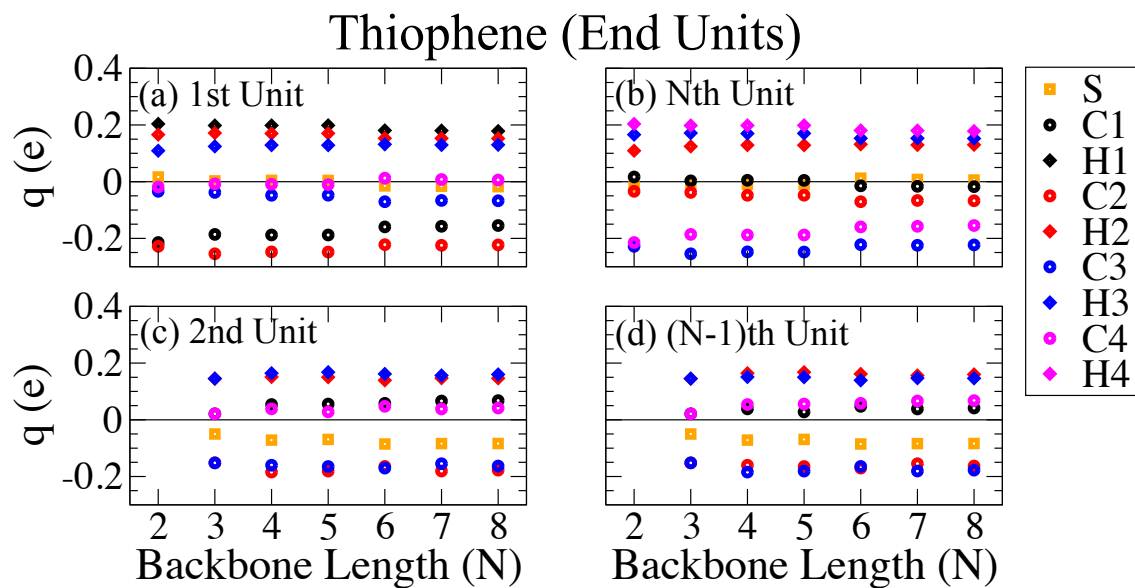 Thiophene (End Units)
(a) 1st Unit
(b) Nth Unit
0.4
0.2
0
-0.2
q (e)
S
C1
H1
C2
H2
C3
H3
C4
H4
(c) 2nd Unit
(d) (N-1)th Unit
0.4
0.2
0
-0.2
q (e)
2 3 4 5 6 7 8
2 3 4 5 6 7 8
Backbone Length (N)
Backbone Length (N)